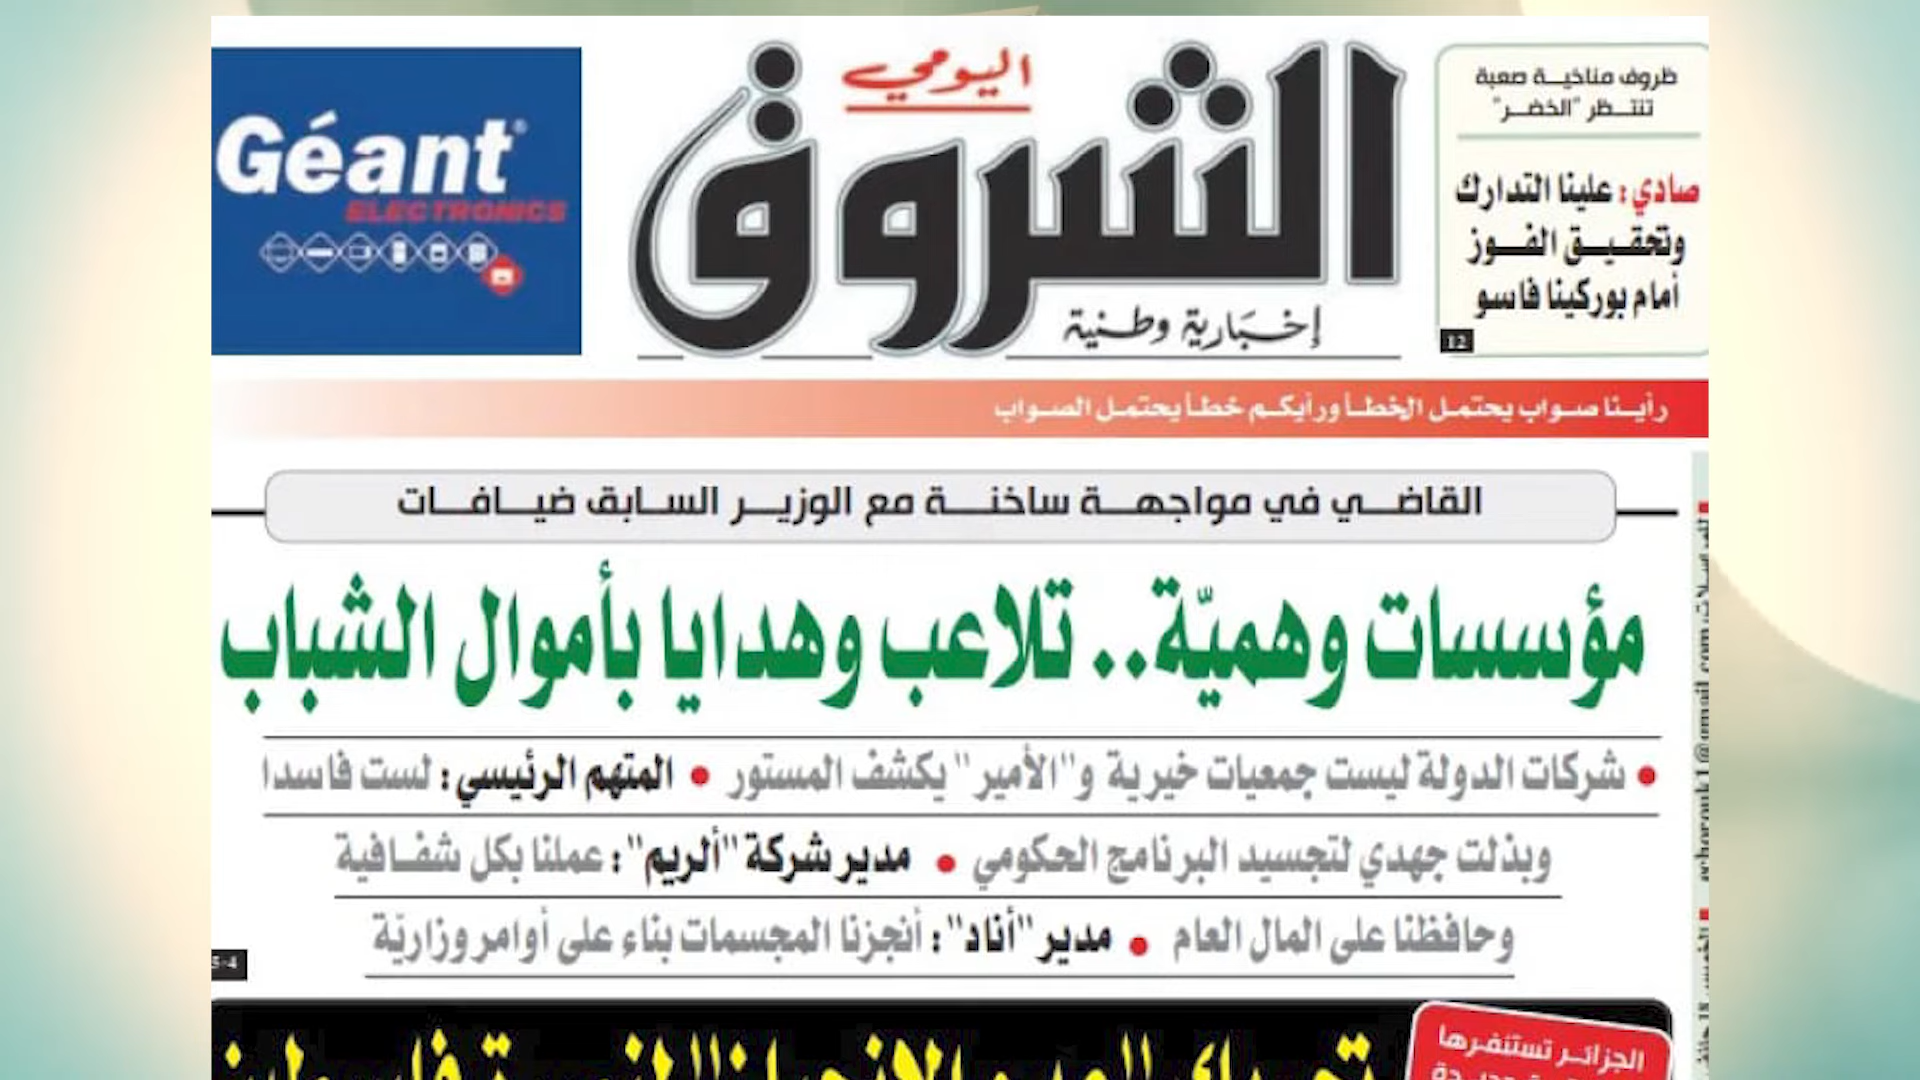 ظروف مناخية صعبة
تنتظر "الخضر"
صادي: علينا التدارك
وتحقيق الفوز
أمام بوركينا فاسو
12
الشروق
اليومي
إخبارية وطنية
Géant
ELECTRONICS
رأينا صواب يحتمل الخطأ ورأيكم خطأ يحتمل الصواب
القاضي في مواجهة ساخنة مع الوزير السابق ضيافات
مؤسسات وهميّة.. تلاعب وهدايا بأموال الشباب
• شركات الدولة ليست جمعيات خيرية و"الأمير" يكشف المستور • المتهم الرئيسي: لست فاسدا
وبذلت جهدي لتجسيد البرنامج الحكومي • مدير شركة "ألريم": عملنا بكل شفافية
وحافظنا على المال العام • مدير "أناد": أنجزنا المجسمات بناء على أوامر وزاريّة
5-4
الجزائر تستنفرها